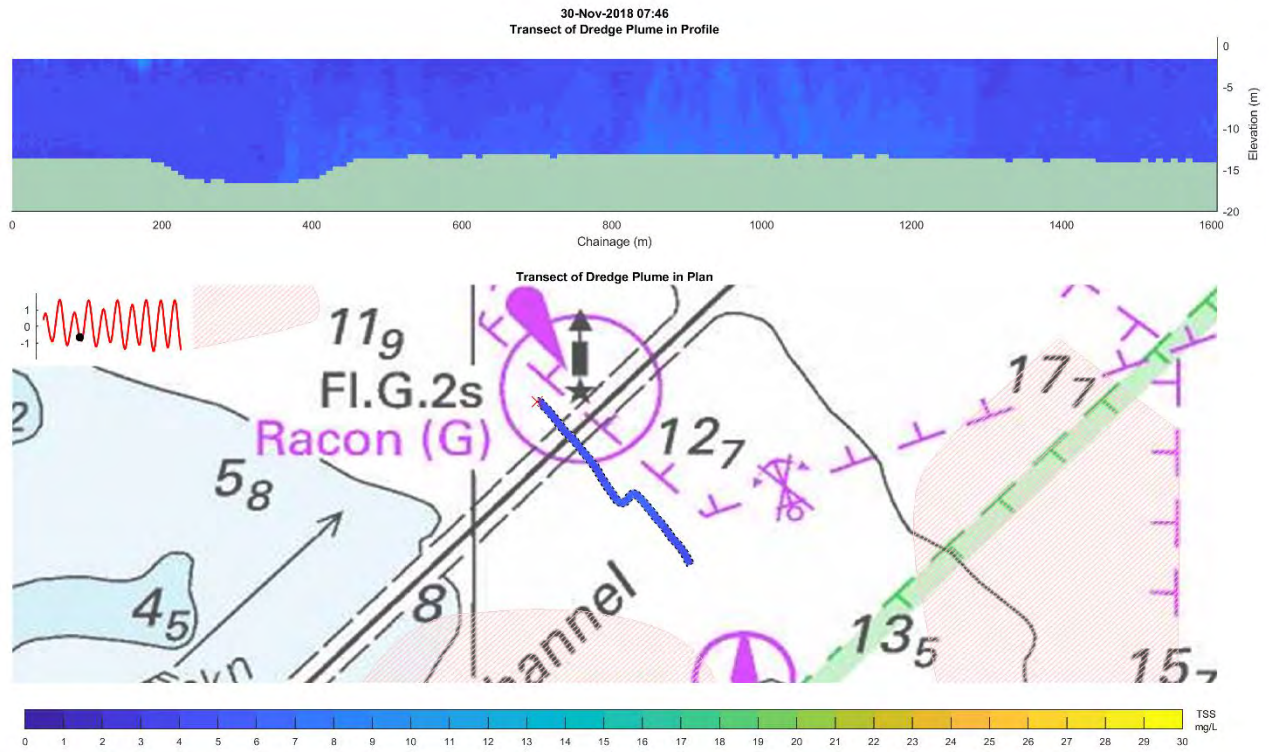 30-Nov-2018 07:46
Transect of Dredge Plume in Profile
0
-5
-10
-15
-20
Elevation (m)
0 200 400 600 800 1000 1200 1400 1600
Chainage (m)
Transect of Dredge Plume in Plan
1
0
-1
11₉
Fl.G.2s
Racon (G)
17₇
12₇
2
5₈
4₅
8
hannel
13₅
15₇
kn
TSS
mg/L
0 1 2 3 4 5 6 7 8 9 10 11 12 13 14 15 16 17 18 19 20 21 22 23 24 25 26 27 28 29 30